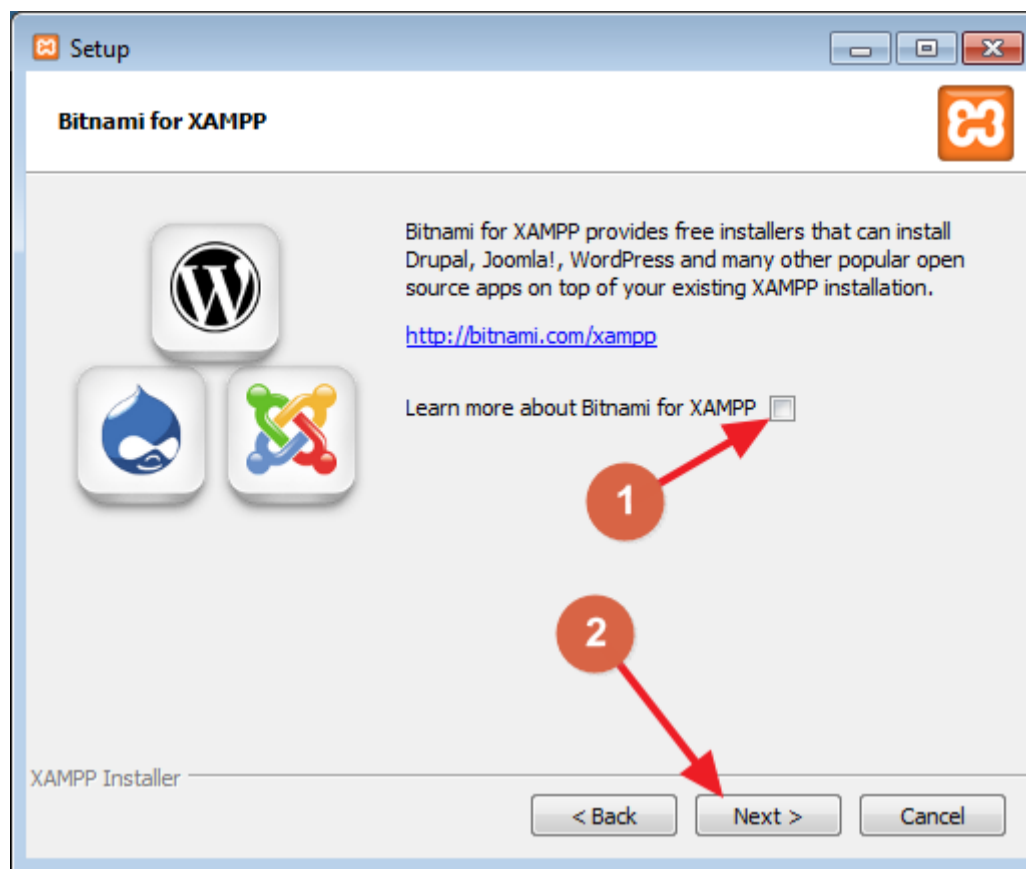 Setup
Bitnami for XAMPP
Bitnami for XAMPP provides free installers that can install
Drupal, Joomla!, WordPress and many other popular open
source apps on top of your existing XAMPP installation.
http://bitnami.com/xampp
Learn more about Bitnami for XAMPP
1
2
XAMPP Installer
< Back Next > Cancel